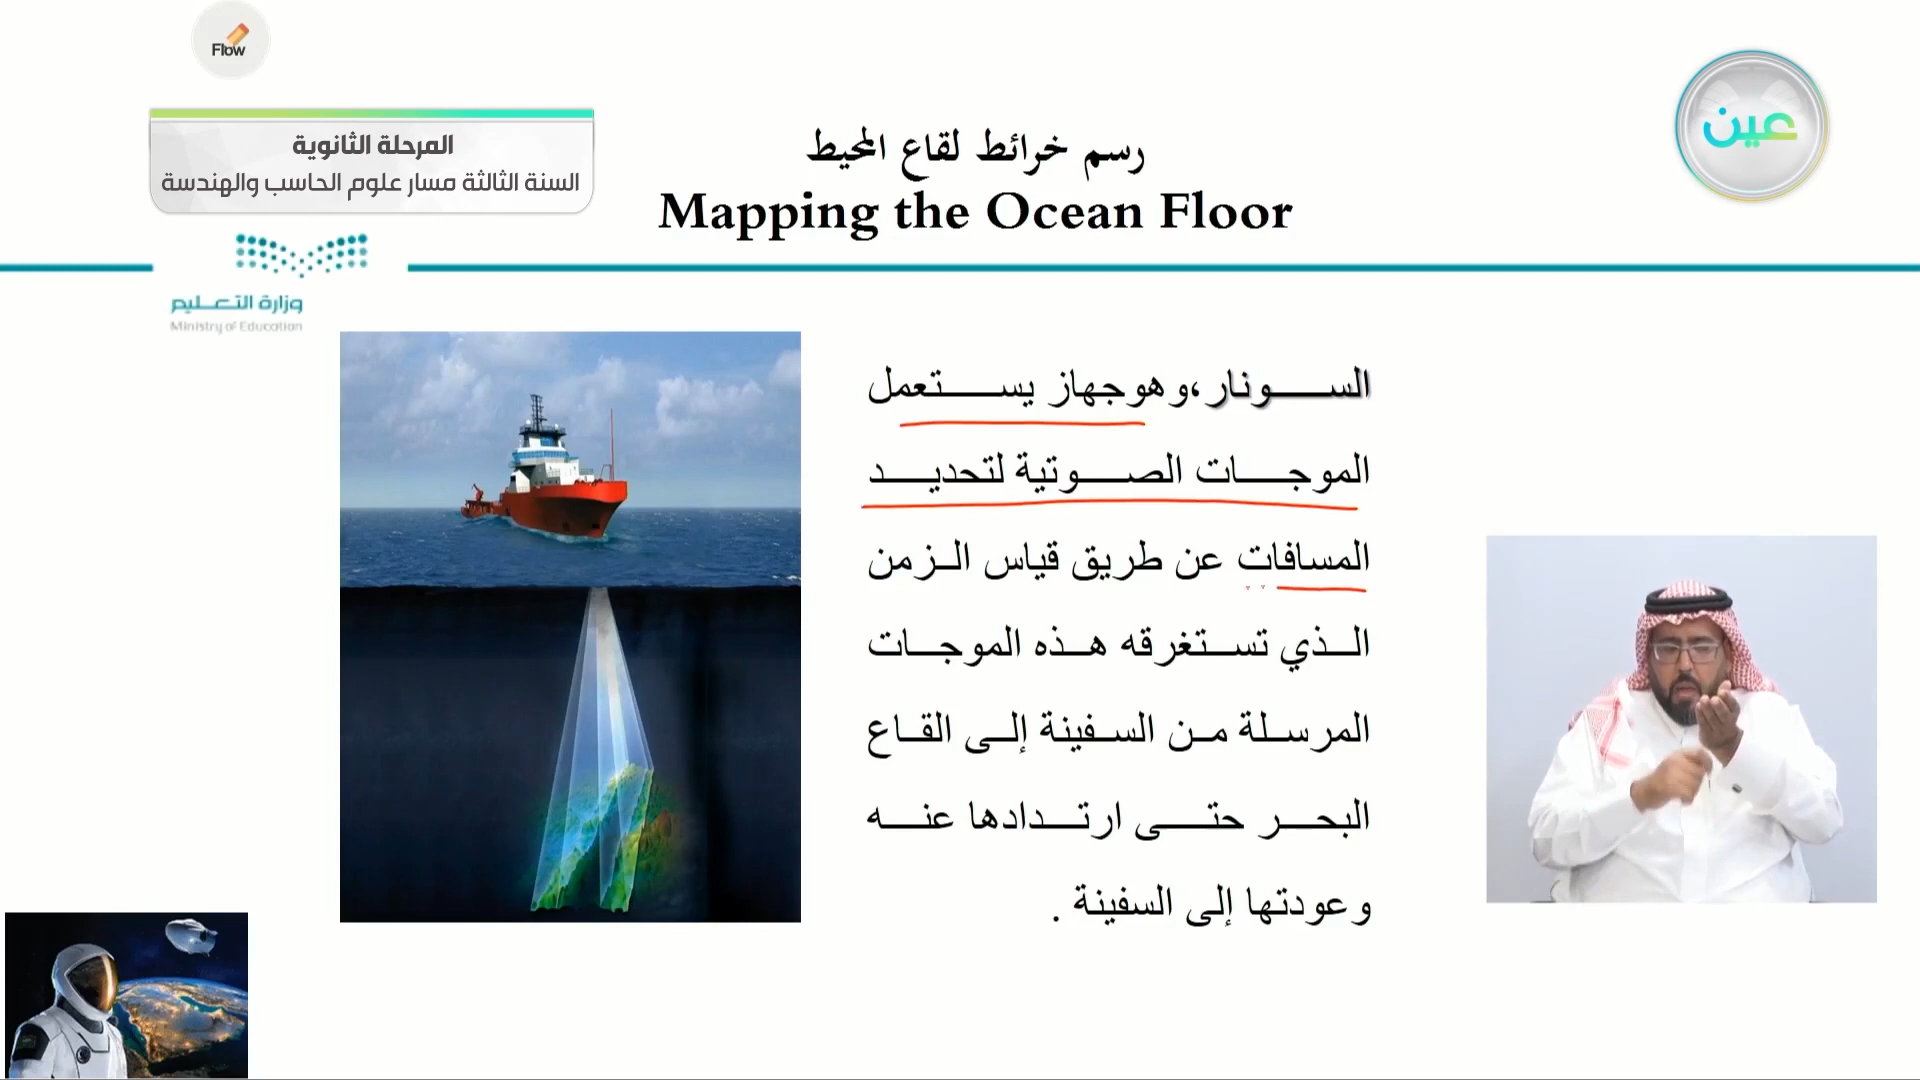 Flow
المرحلة الثانوية
السنة الثالثة مسار علوم الحاسب والهندسة
عين
رسم خرائط لقاع المحيط
Mapping the Ocean Floor
وزارة التعليم
Ministry of Education
السونار،وهوجهاز يستعمل
الموجات الصوتية لتحديد
المسافات عن طريق قياس الزمن
الذي تستغرقه هذه الموجات
المرسلة من السفينة إلى القاع
البحر حتى ارتدادها عنه
وعودتها إلى السفينة .